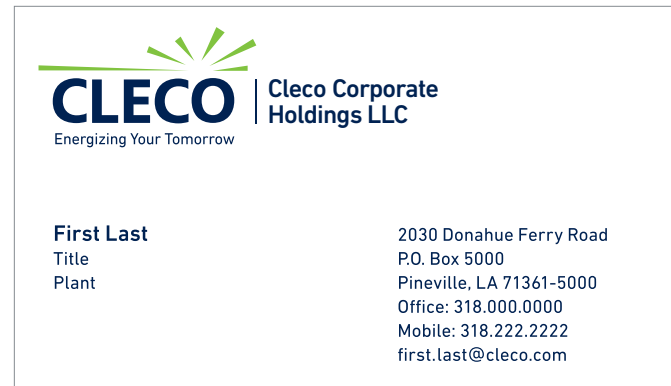 CLECO
Energizing Your Tomorrow
Cleco Corporate
Holdings LLC
First Last
Title
Plant
2030 Donahue Ferry Road
P.O. Box 5000
Pineville, LA 71361-5000
Office: 318.000.0000
Mobile: 318.222.2222
first.last@cleco.com